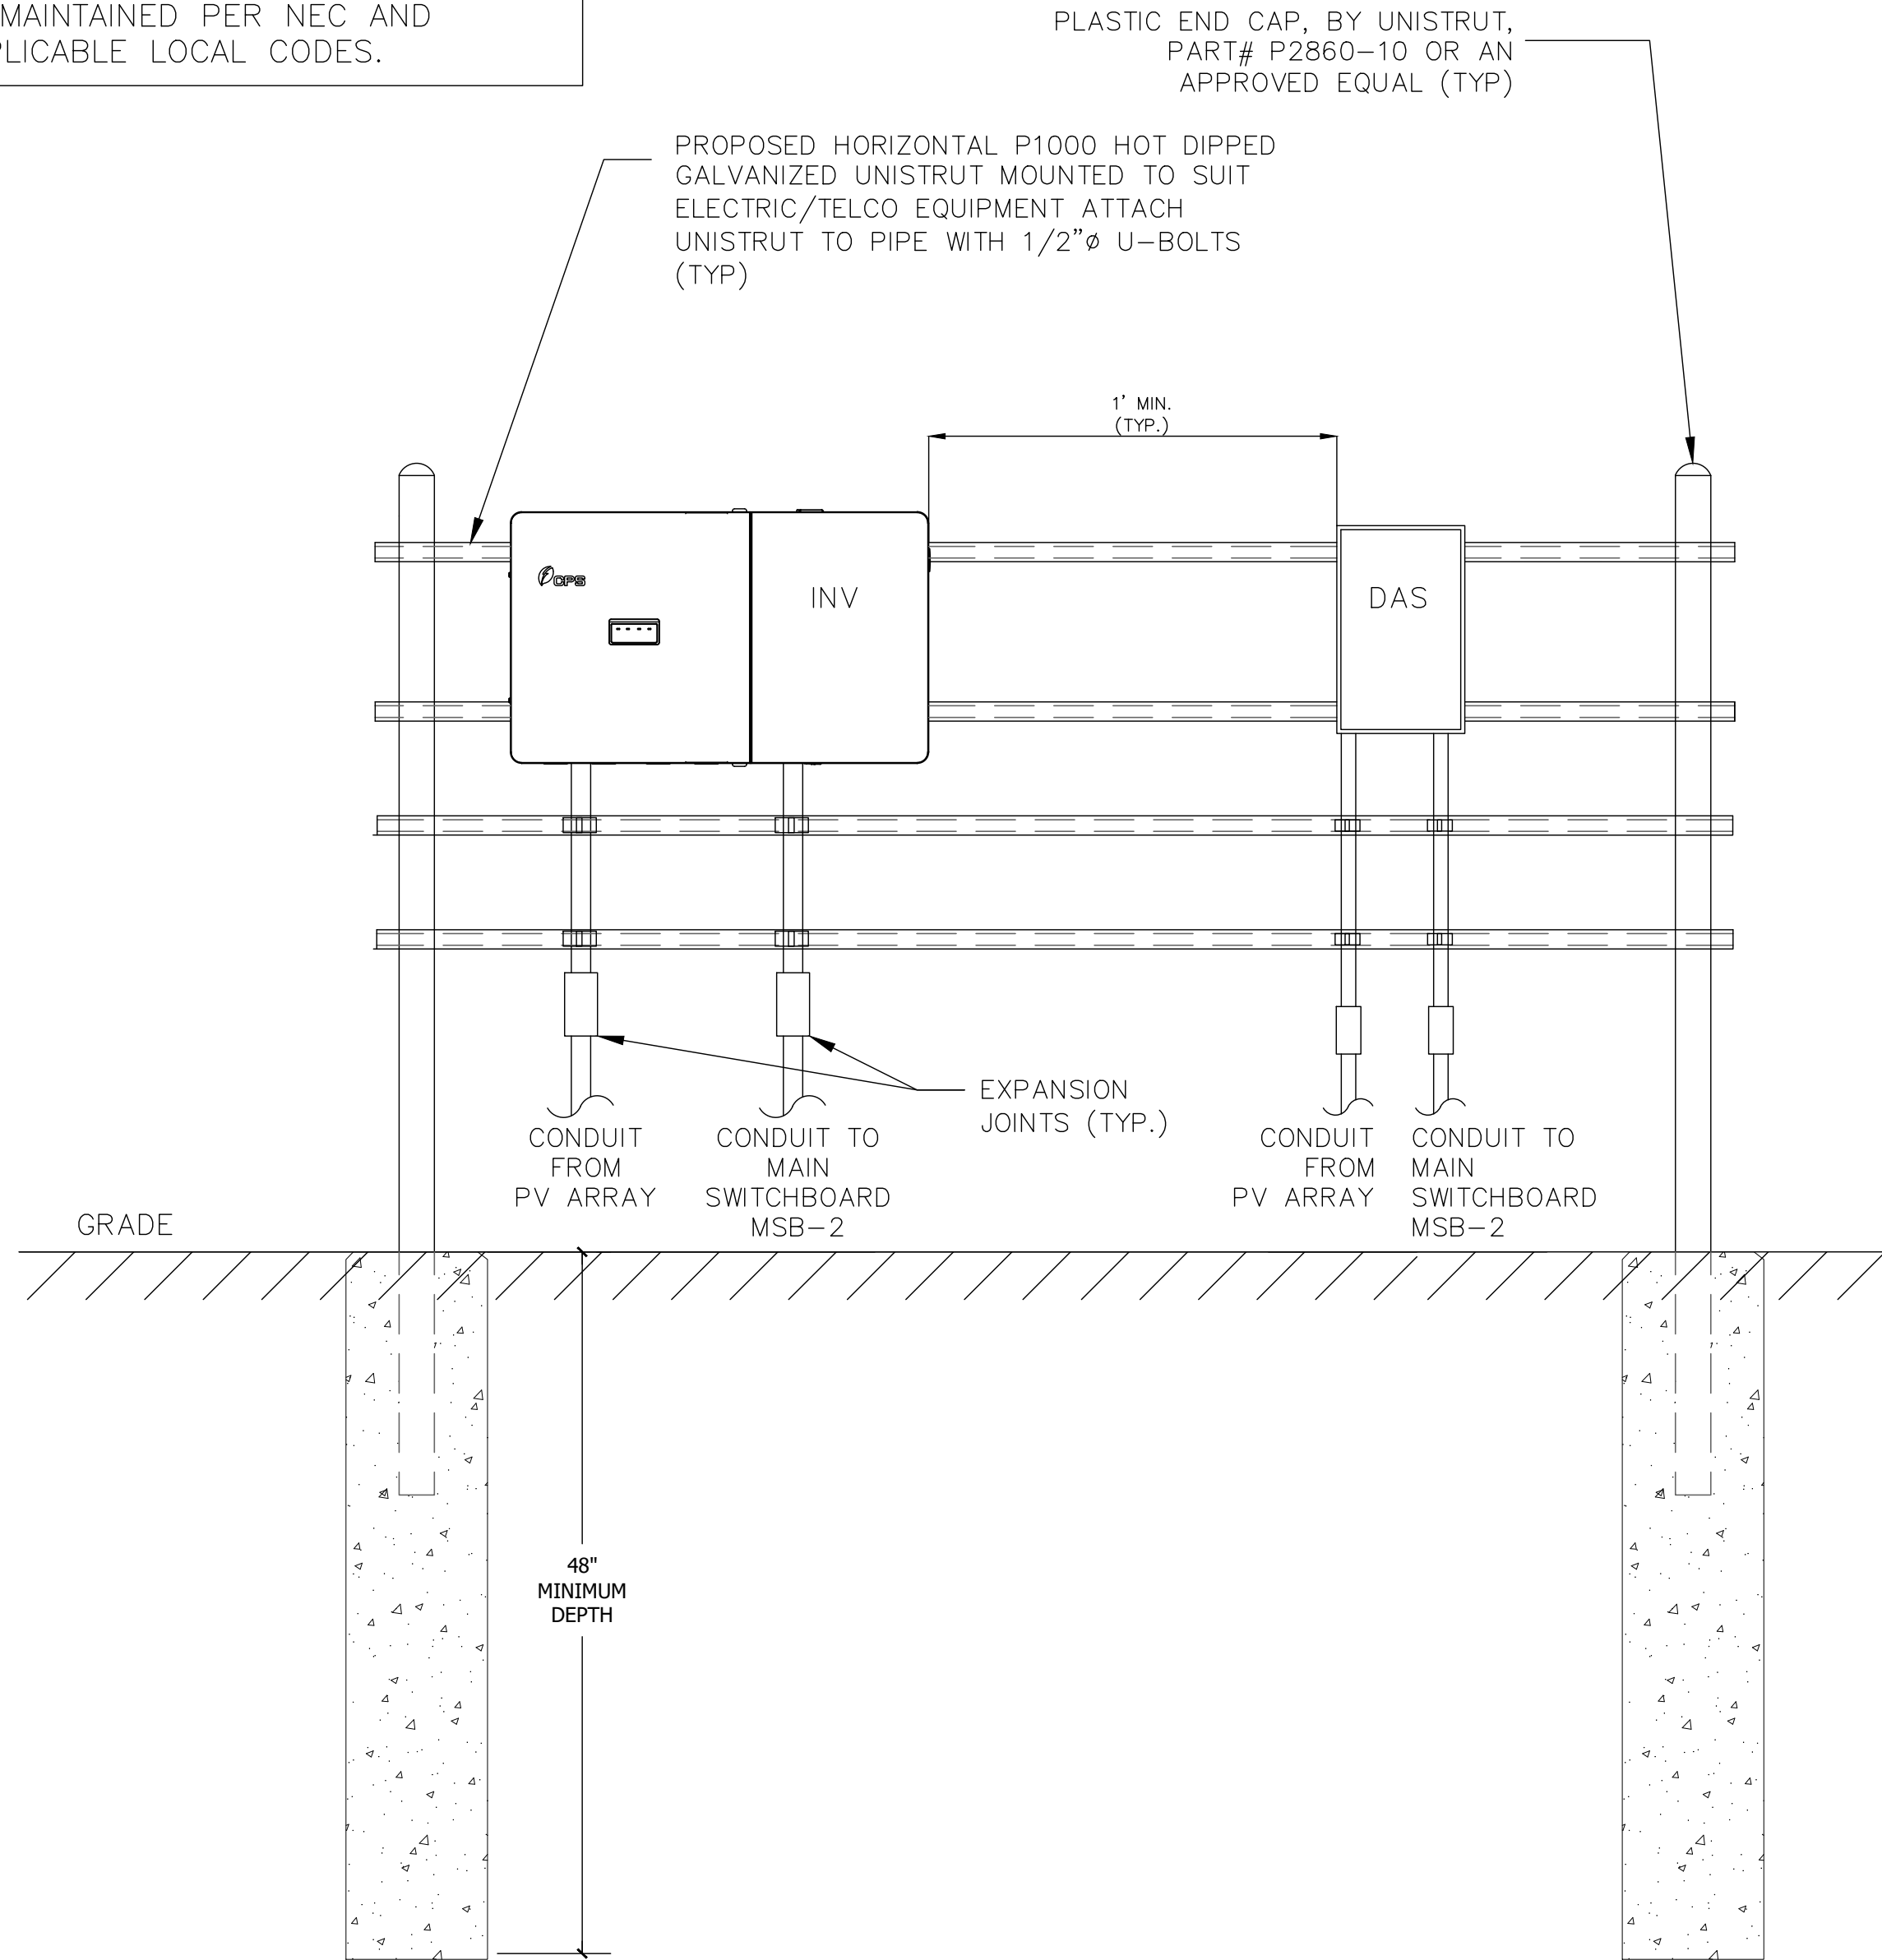 MAINTAINED PER NEC AND
PLICABLE LOCAL CODES.
PLASTIC END CAP, BY UNISTRUT,
PART# P2860-10 OR AN
APPROVED EQUAL (TYP)
PROPOSED HORIZONTAL P1000 HOT DIPPED
GALVANIZED UNISTRUT MOUNTED TO SUIT
ELECTRIC/TELCO EQUIPMENT ATTACH
UNISTRUT TO PIPE WITH 1/2"ø U-BOLTS
(TYP)
1' MIN.
(TYP.)
CPS
INV
DAS
EXPANSION
JOINTS (TYP.)
CONDUIT
FROM
PV ARRAY
CONDUIT TO
MAIN
SWITCHBOARD
MSB-2
CONDUIT
FROM
PV ARRAY
CONDUIT TO
MAIN
SWITCHBOARD
MSB-2
GRADE
48"
MINIMUM
DEPTH